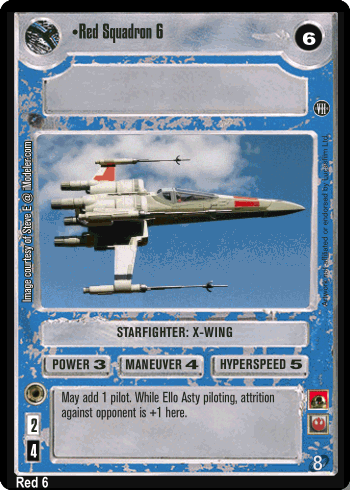 •Red Squadron 6
6
VII
Image courtesy of Steve E @ iModeler.com
STARFIGHTER: X-WING
POWER 3 MANEUVER 4 HYPERSPEED 5
May add 1 pilot. While Ello Asty piloting, attrition
against opponent is +1 here.
2
4
8
Red 6